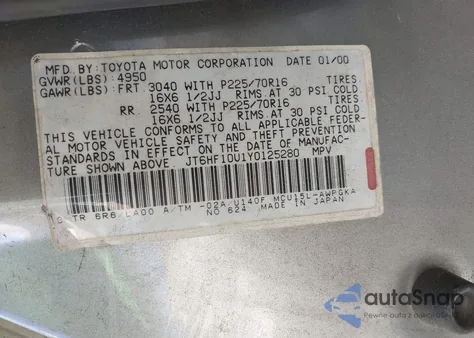 MFD. BY: TOYOTA MOTOR CORPORATION DATE 01/00
GVWR(LBS): 4950
GAWR(LBS): FRT. 3040 WITH P225/70R16 TIRES,
16X6 1/2JJ RIMS, AT 30 PSI COLD
RR. 2540 WITH P225/70R16 TIRES,
16X6 1/2JJ RIMS, AT 30 PSI COLD
THIS VEHICLE CONFORMS TO ALL APPLICABLE FEDER-
AL MOTOR VEHICLE SAFETY AND THEFT PREVENTION
STANDARDS IN EFFECT ON THE DATE OF MANUFAC-
TURE SHOWN ABOVE. JT6HF10U1Y0125280 MPV
C/TR 6R6 LA00 A/TM -02A/U140F MCU15L-AWPGKA
NO 624 MADE IN JAPAN
autoSnap
Pewne auta z